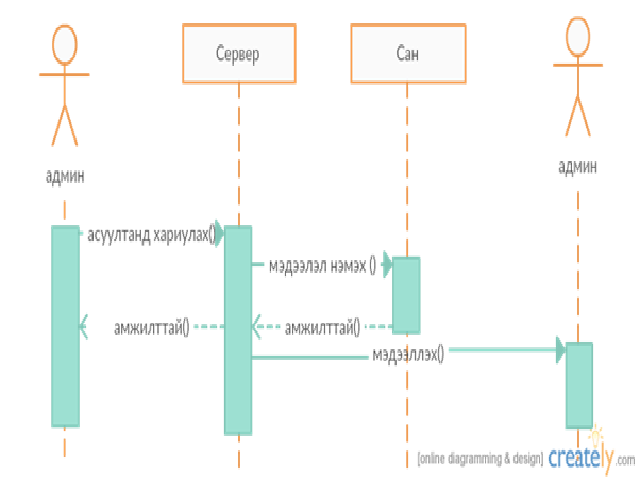 Сервер
Сан
админ
админ
асуултанд хариулах()
мэдээлэл нэмэх ()
амжилттай()
амжилттай()
мэдээллэх()
[online diagramming & design]
creately.com